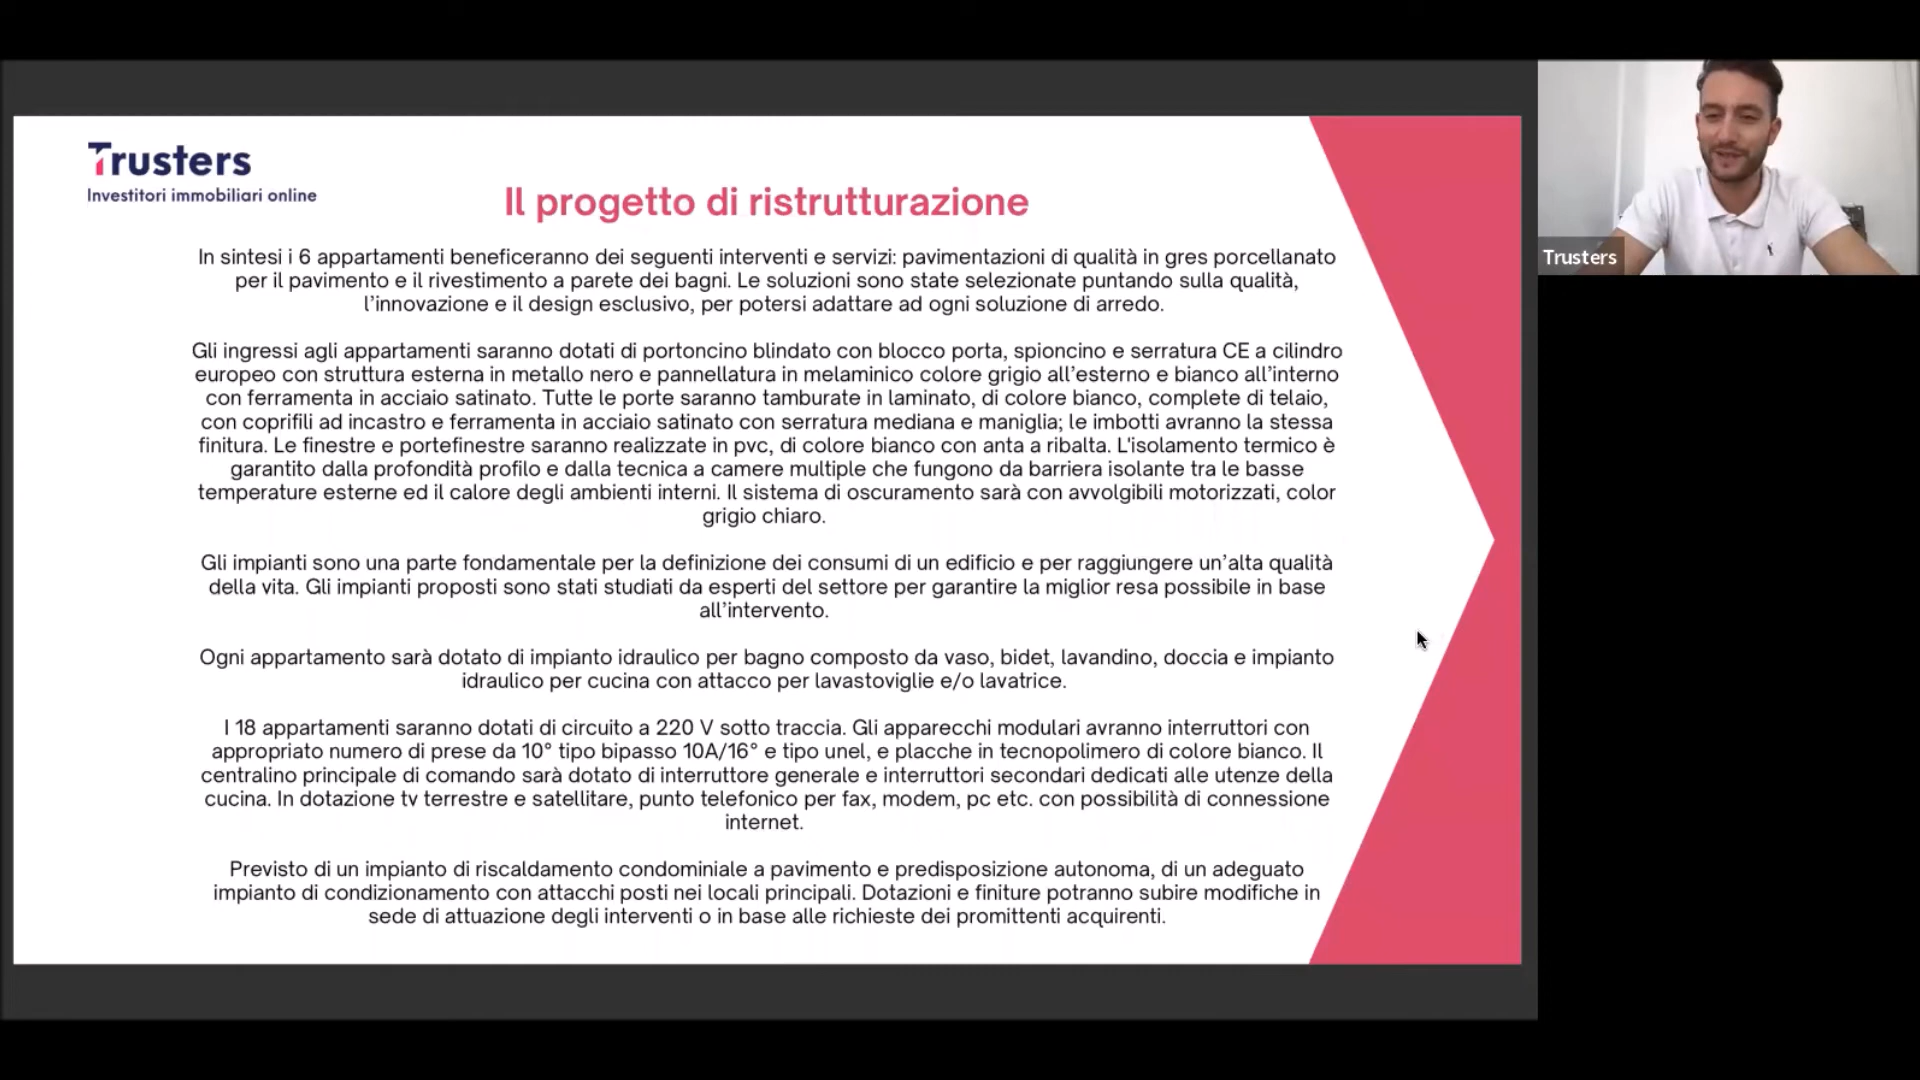 Trusters
Investitori immobiliari online
Il progetto di ristrutturazione
In sintesi i 6 appartamenti beneficeranno dei seguenti interventi e servizi: pavimentazioni di qualità in gres porcellanato
per il pavimento e il rivestimento a parete dei bagni. Le soluzioni sono state selezionate puntando sulla qualità,
l’innovazione e il design esclusivo, per potersi adattare ad ogni soluzione di arredo.
Gli ingressi agli appartamenti saranno dotati di portoncino blindato con blocco porta, spioncino e serratura CE a cilindro
europeo con struttura esterna in metallo nero e pannellatura in melaminico colore grigio all’esterno e bianco all’interno
con ferramenta in acciaio satinato. Tutte le porte saranno tamburate in laminato, di colore bianco, complete di telaio,
con coprifili ad incastro e ferramenta in acciaio satinato con serratura mediana e maniglia; le imbotti avranno la stessa
finitura. Le finestre e portefinestre saranno realizzate in pvc, di colore bianco con anta a ribalta. L'isolamento termico è
garantito dalla profondità profilo e dalla tecnica a camere multiple che fungono da barriera isolante tra le basse
temperature esterne ed il calore degli ambienti interni. Il sistema di oscuramento sarà con avvolgibili motorizzati, color
grigio chiaro.
Gli impianti sono una parte fondamentale per la definizione dei consumi di un edificio e per raggiungere un’alta qualità
della vita. Gli impianti proposti sono stati studiati da esperti del settore per garantire la miglior resa possibile in base
all’intervento.
Ogni appartamento sarà dotato di impianto idraulico per bagno composto da vaso, bidet, lavandino, doccia e impianto
idraulico per cucina con attacco per lavastoviglie e/o lavatrice.
I 18 appartamenti saranno dotati di circuito a 220 V sotto traccia. Gli apparecchi modulari avranno interruttori con
appropriato numero di prese da 10° tipo bipasso 10A/16° e tipo unel, e placche in tecnopolimero di colore bianco. Il
centralino principale di comando sarà dotato di interruttore generale e interruttori secondari dedicati alle utenze della
cucina. In dotazione tv terrestre e satellitare, punto telefonico per fax, modem, pc etc. con possibilità di connessione
internet.
Previsto di un impianto di riscaldamento condominiale a pavimento e predisposizione autonoma, di un adeguato
impianto di condizionamento con attacchi posti nei locali principali. Dotazioni e finiture potranno subire modifiche in
sede di attuazione degli interventi o in base alle richieste dei promittenti acquirenti.
Trusters